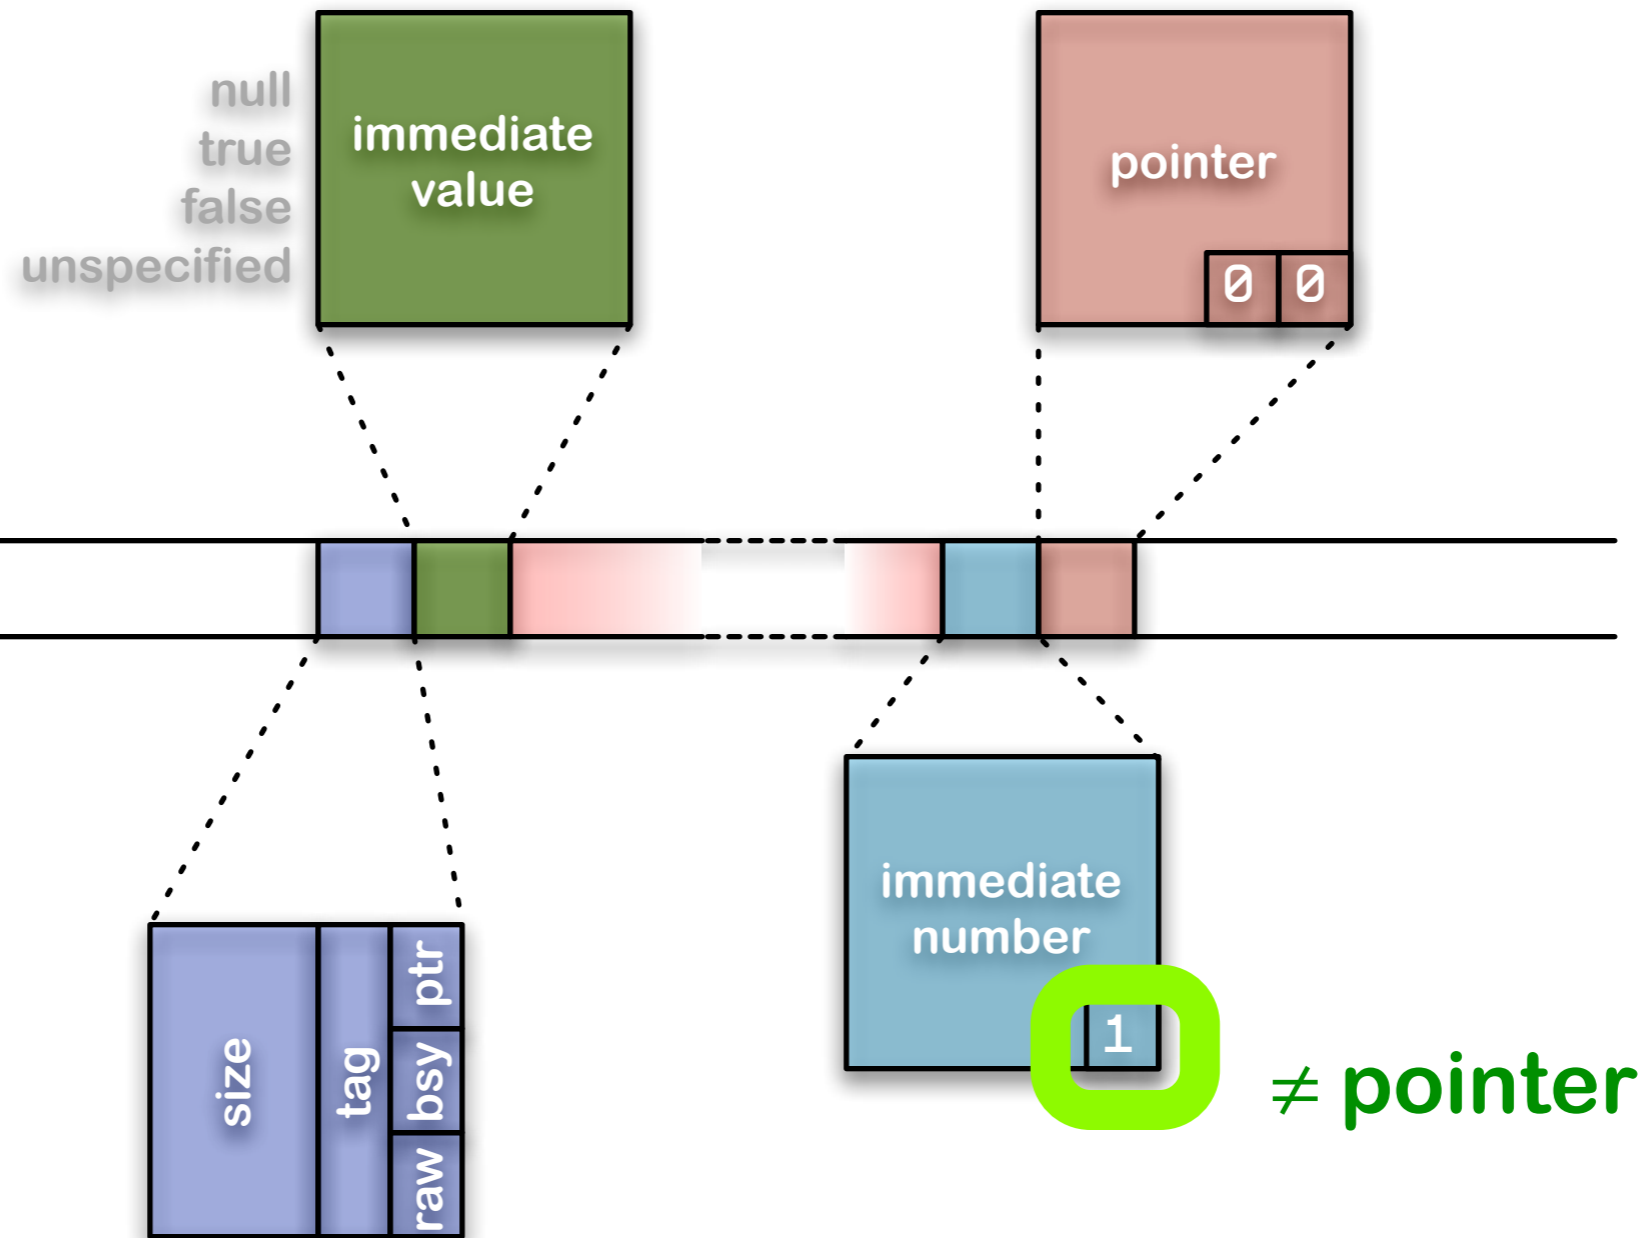 null
true
false
unspecified
immediate
value
pointer
0 0
size
tag
ptr
bsy
raw
immediate
number
1
≠ pointer